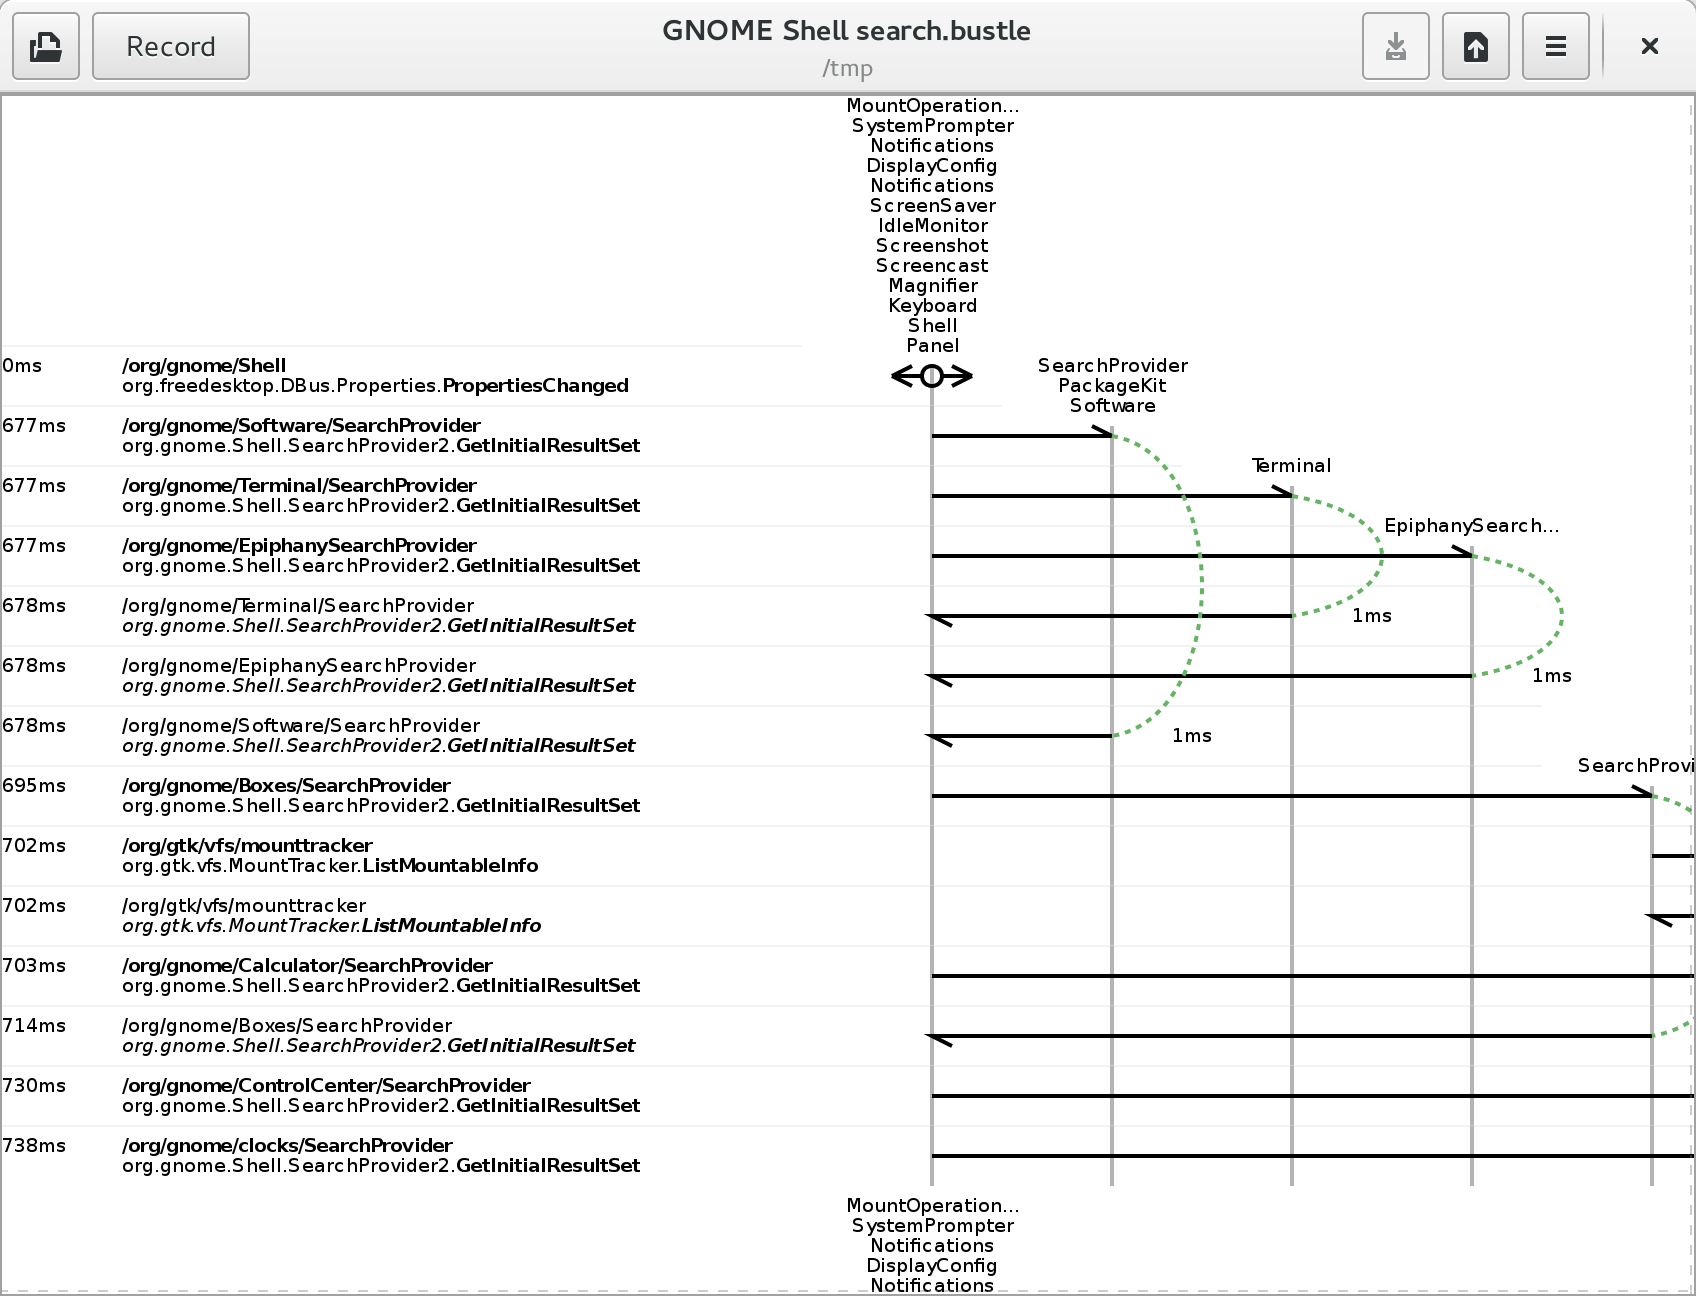 Record
GNOME Shell search.bustle
/tmp
MountOperation...
SystemPrompter
Notifications
DisplayConfig
Notifications
ScreenSaver
IdleMonitor
Screenshot
Screencast
Magnifier
Keyboard
Shell
Panel
0ms /org/gnome/Shell
org.freedesktop.DBus.Properties.PropertiesChanged
SearchProvider
PackageKit
Software
677ms /org/gnome/Software/SearchProvider
org.gnome.Shell.SearchProvider2.GetInitialResultSet
Terminal
677ms /org/gnome/Terminal/SearchProvider
org.gnome.Shell.SearchProvider2.GetInitialResultSet
EpiphanySearch...
677ms /org/gnome/EpiphanySearchProvider
org.gnome.Shell.SearchProvider2.GetInitialResultSet
678ms /org/gnome/Terminal/SearchProvider
org.gnome.Shell.SearchProvider2.GetInitialResultSet
1ms
678ms /org/gnome/EpiphanySearchProvider
org.gnome.Shell.SearchProvider2.GetInitialResultSet
1ms
678ms /org/gnome/Software/SearchProvider
org.gnome.Shell.SearchProvider2.GetInitialResultSet
1ms
SearchProvi
695ms /org/gnome/Boxes/SearchProvider
org.gnome.Shell.SearchProvider2.GetInitialResultSet
702ms /org/gtk/vfs/mounttracker
org.gtk.vfs.MountTracker.ListMountableInfo
702ms /org/gtk/vfs/mounttracker
org.gtk.vfs.MountTracker.ListMountableInfo
703ms /org/gnome/Calculator/SearchProvider
org.gnome.Shell.SearchProvider2.GetInitialResultSet
714ms /org/gnome/Boxes/SearchProvider
org.gnome.Shell.SearchProvider2.GetInitialResultSet
730ms /org/gnome/ControlCenter/SearchProvider
org.gnome.Shell.SearchProvider2.GetInitialResultSet
738ms /org/gnome/clocks/SearchProvider
org.gnome.Shell.SearchProvider2.GetInitialResultSet
MountOperation...
SystemPrompter
Notifications
DisplayConfig
Notifications